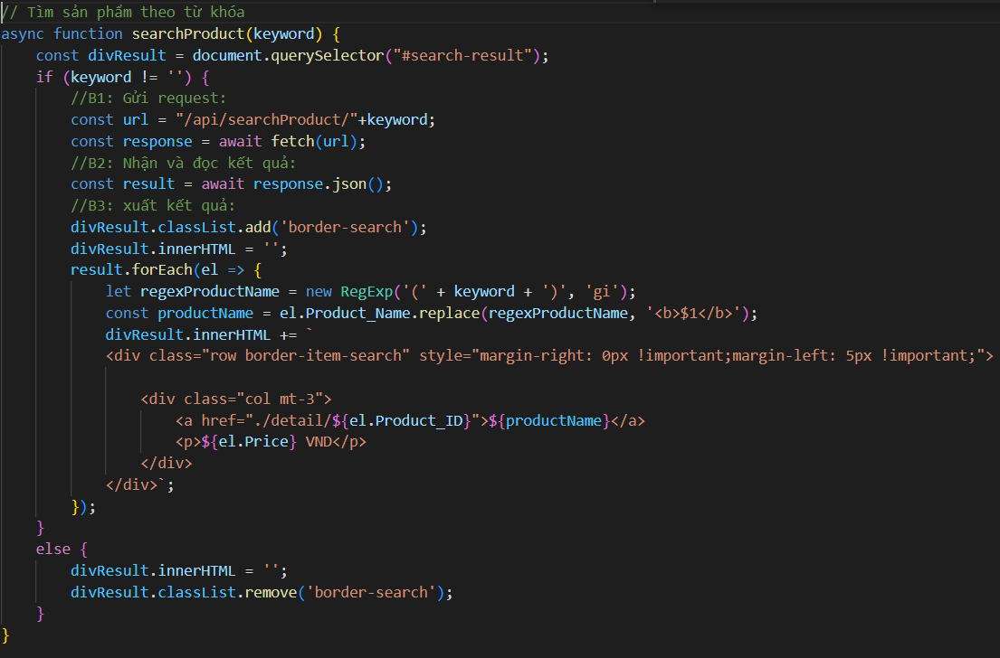 // Tìm sản phẩm theo từ khóa
async function searchProduct(keyword) {
    const divResult = document.querySelector("#search-result");
    if (keyword != '') {
        //B1: Gửi request:
        const url = "/api/searchProduct/"+keyword;
        const response = await fetch(url);
        //B2: Nhận và đọc kết quả:
        const result = await response.json();
        //B3: xuất kết quả:
        divResult.classList.add('border-search');
        divResult.innerHTML = '';
        result.forEach(el => {
            let regexProductName = new RegExp('(' + keyword + ')', 'gi');
            const productName = el.Product_Name.replace(regexProductName, '<b>$1</b>');
            divResult.innerHTML += `
            <div class="row border-item-search" style="margin-right: 0px !important;margin-left: 5px !important;">
                <div class="col mt-3">
                    <a href="./detail/${el.Product_ID}">${productName}</a>
                    <p>${el.Price} VND</p>
                </div>
            </div>`;
        });
    }
    else {
        divResult.innerHTML = '';
        divResult.classList.remove('border-search');
    }
}